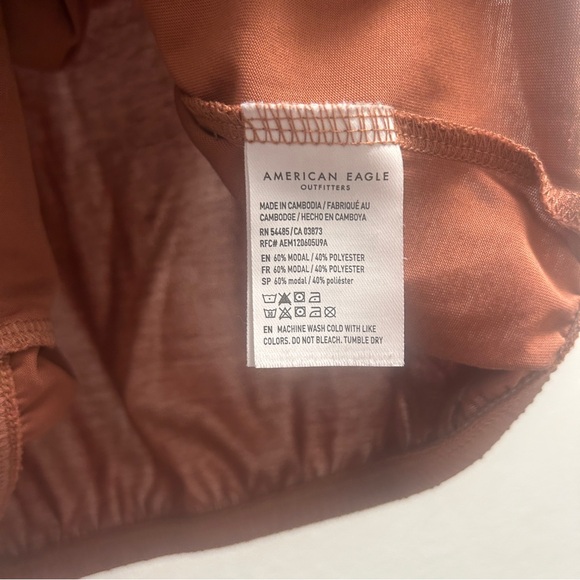 AMERICAN EAGLE
OUTFITTERS
MADE IN CAMBODIA / FABRIQUÉ AU
CAMBODGE / HECHO EN CAMBOYA
RN 54485 / CA 03873
RFC# AEM120605U9A
EN 60% MODAL / 40% POLYESTER
FR 60% MODAL / 40% POLYESTER
SP 60% modal / 40% poliéster
EN MACHINE WASH COLD WITH LIKE
COLORS. DO NOT BLEACH. TUMBLE DRY